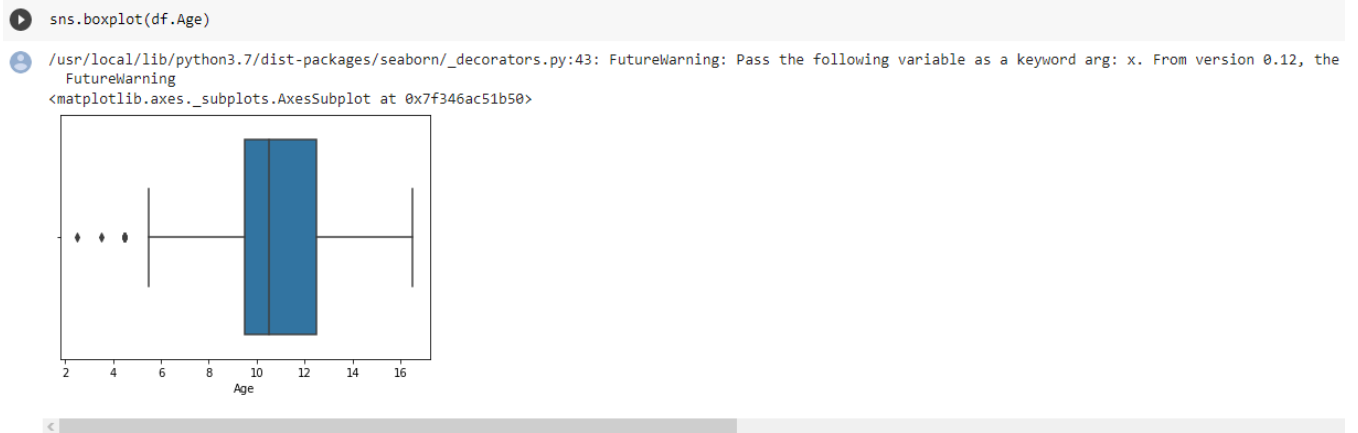 sns.boxplot(df.Age)
/usr/local/lib/python3.7/dist-packages/seaborn/_decorators.py:43: FutureWarning: Pass the following variable as a keyword arg: x. From version 0.12, the
FutureWarning
<matplotlib.axes._subplots.AxesSubplot at 0x7f346ac51b50>
2 4 6 8 10 12 14 16
Age